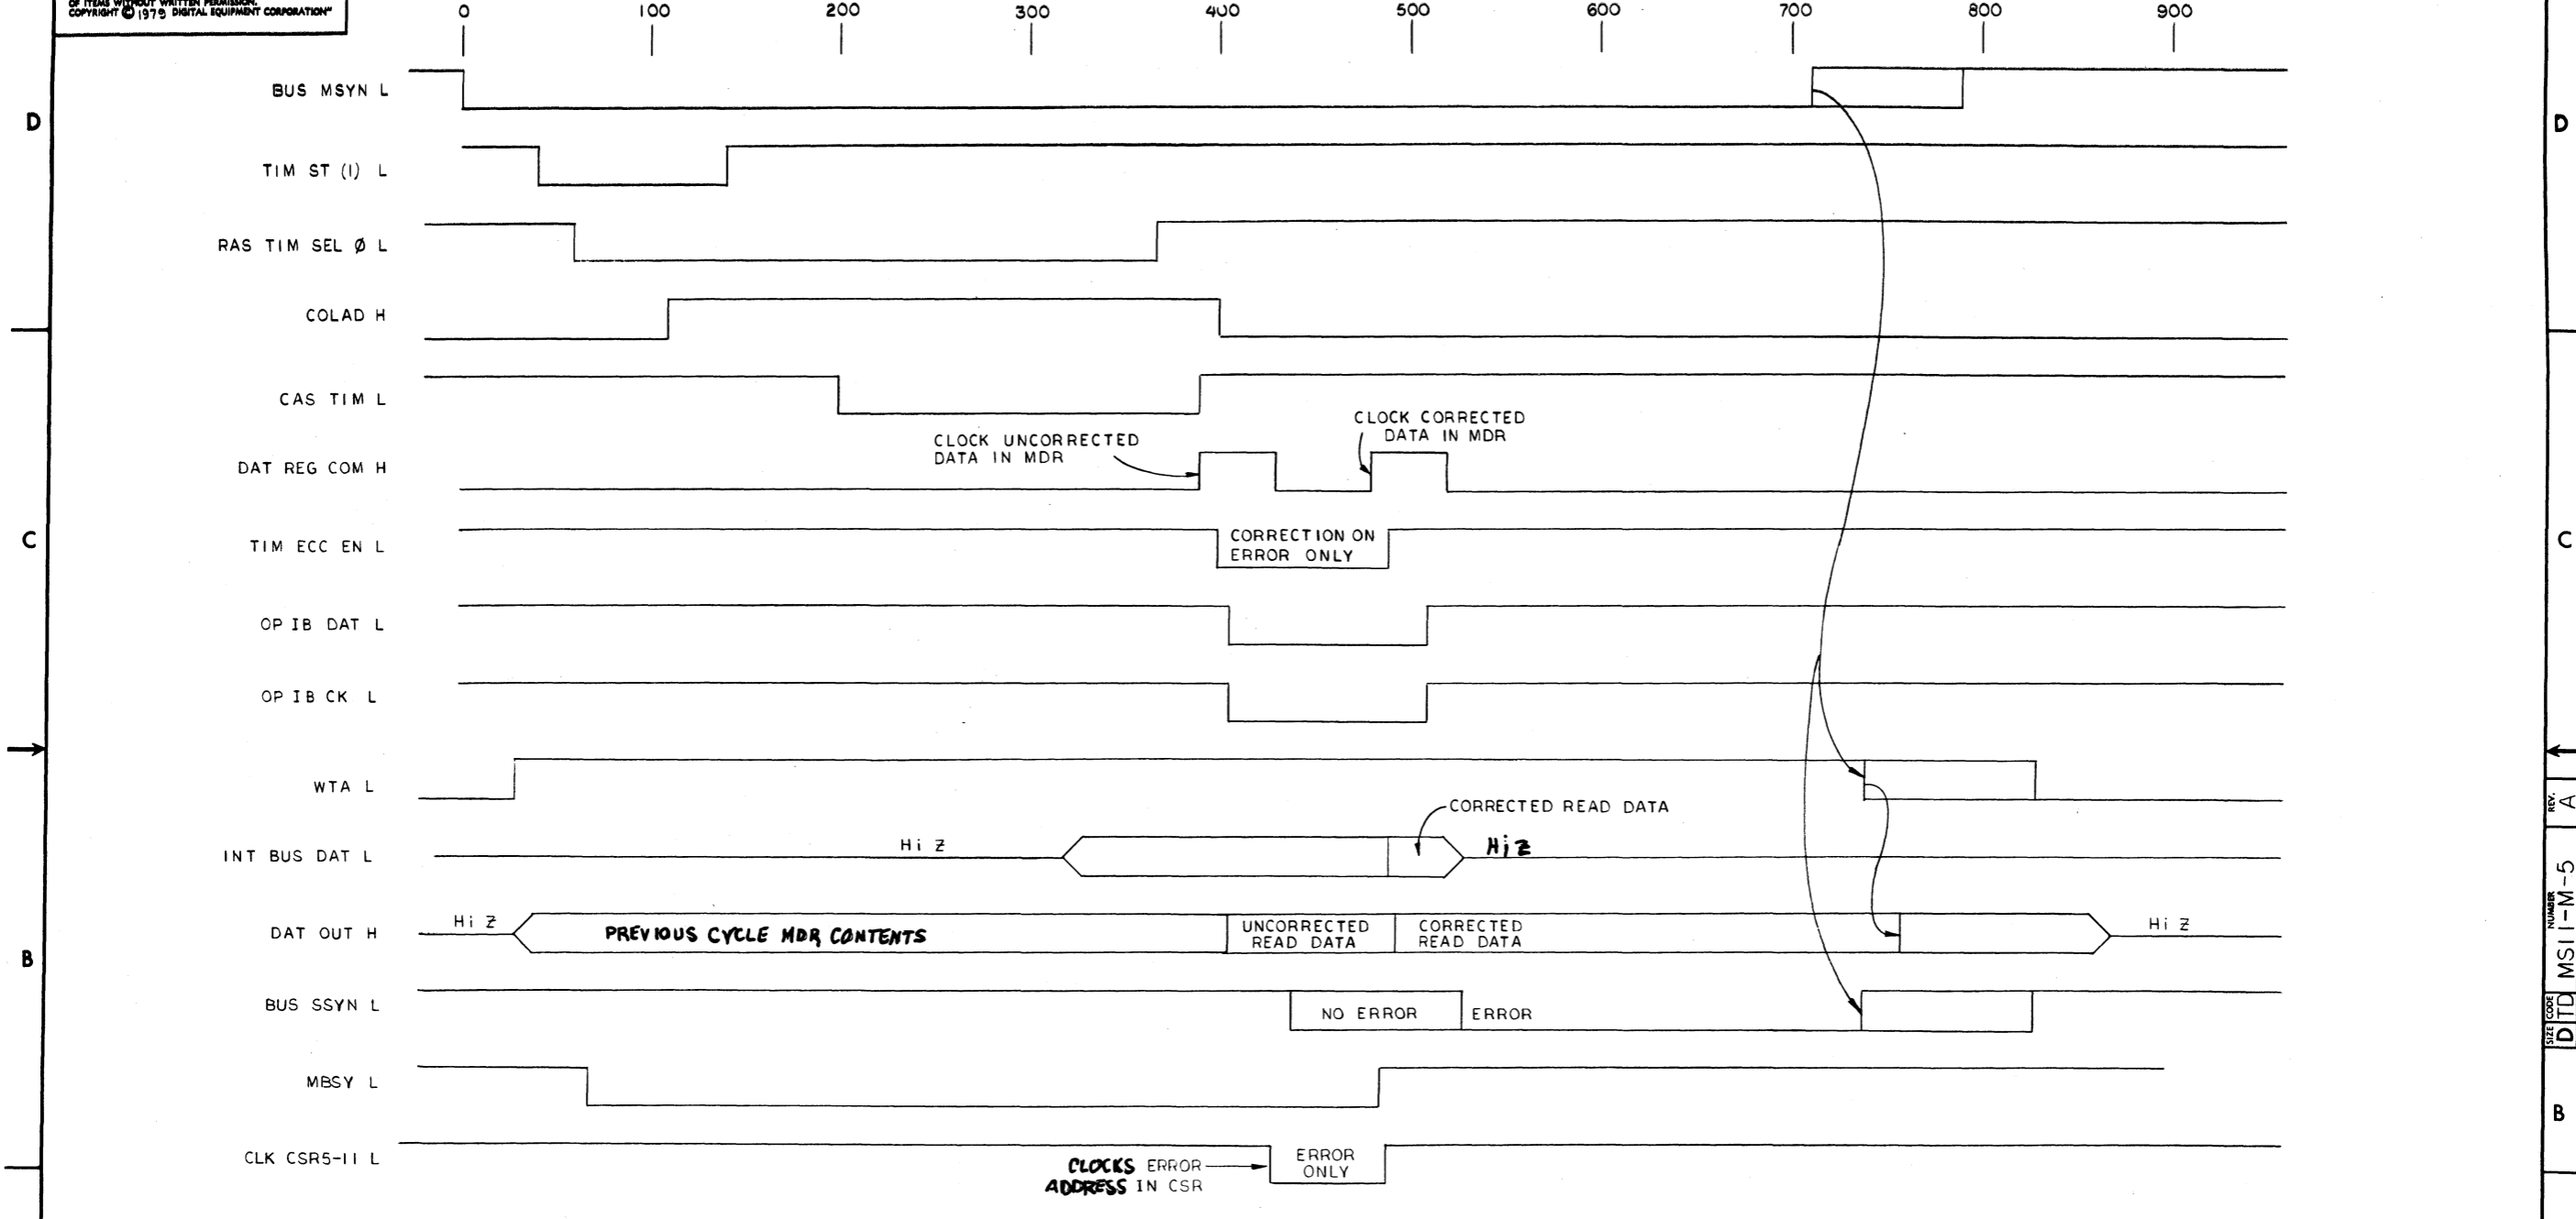 OF ITEMS WITHOUT WRITTEN PERMISSION.
COPYRIGHT © 1979 DIGITAL EQUIPMENT CORPORATION"
0 100 200 300 400 500 600 700 800 900
BUS MSYN L
D
D
TIM ST (1) L
RAS TIM SEL Ø L
COLAD H
CAS TIM L
CLOCK UNCORRECTED
DATA IN MDR
CLOCK CORRECTED
DATA IN MDR
DAT REG COM H
C
C
TIM ECC EN L
CORRECTION ON
ERROR ONLY
OP IB DAT L
OP IB CK L
WTA L
CORRECTED READ DATA
INT BUS DAT L
Hi Z
Hi Z
DAT OUT H
Hi Z
PREVIOUS CYCLE MDR CONTENTS
UNCORRECTED
READ DATA
CORRECTED
READ DATA
Hi Z
B
BUS SSYN L
NO ERROR
ERROR
MBSY L
B
CLK CSR5-11 L
CLOCKS ERROR
ADDRESS IN CSR
ERROR
ONLY
SIZE CODE NUMBER REV.
D TD MS11-M-5 A